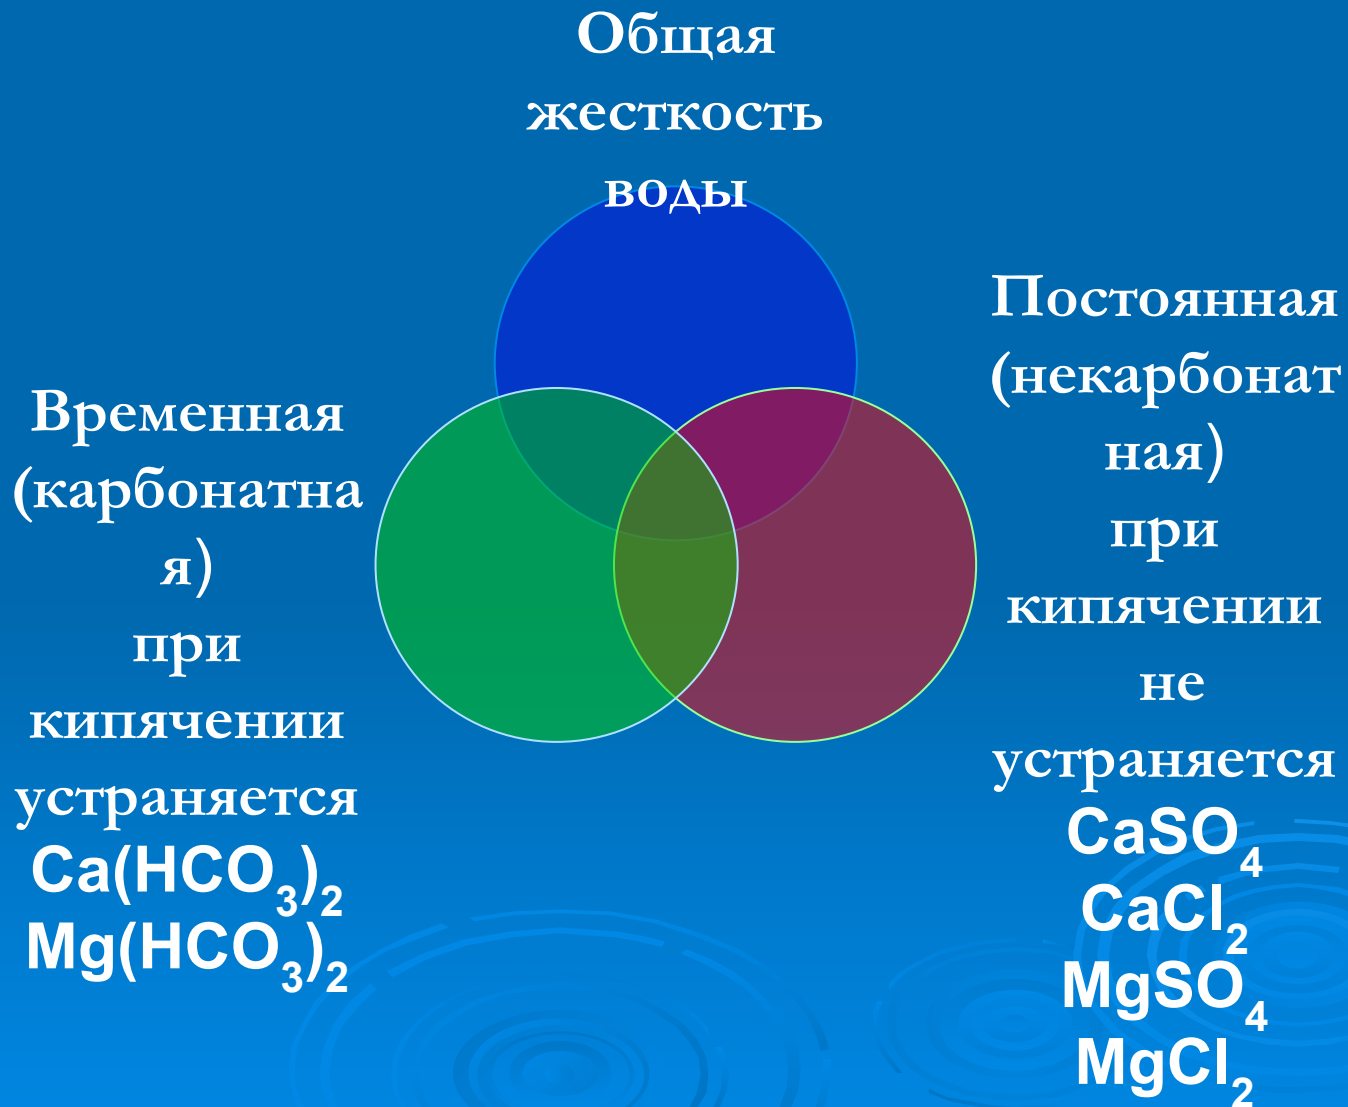 Общая
жесткость
воды
Временная
(карбонатна
я)
при
кипячении
устраняется
Ca(HCO₃)₂
Mg(HCO₃)₂
Постоянная
(некарбонат
ная)
при
кипячении
не
устраняется
CaSO₄
CaCl₂
MgSO₄
MgCl₂